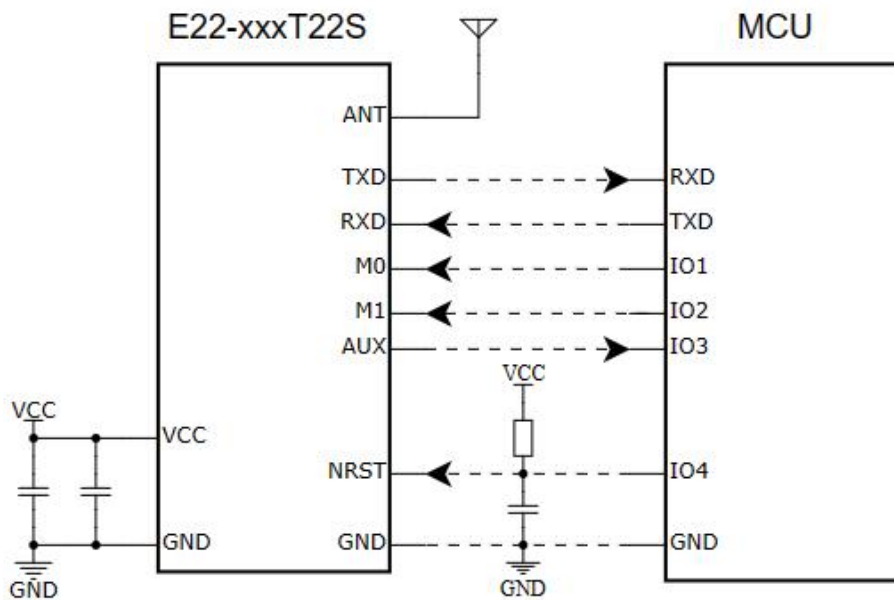 E22-xxxT22S
MCU
ANT
TXD
RXD
RXD
TXD
M0
IO1
M1
IO2
AUX
IO3
VCC
VCC
VCC
NRST
IO4
GND
GND
GND
GND
GND